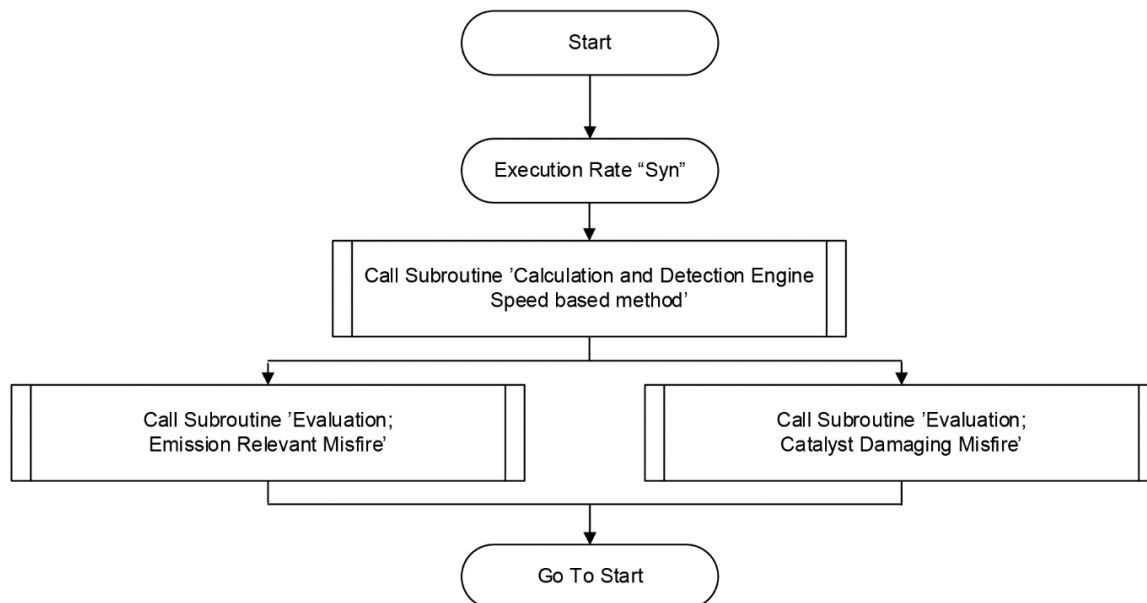 Start
Execution Rate “Syn”
Call Subroutine ’Calculation and Detection Engine
Speed based method’
Call Subroutine ’Evaluation;
Emission Relevant Misfire’
Call Subroutine ’Evaluation;
Catalyst Damaging Misfire’
Go To Start